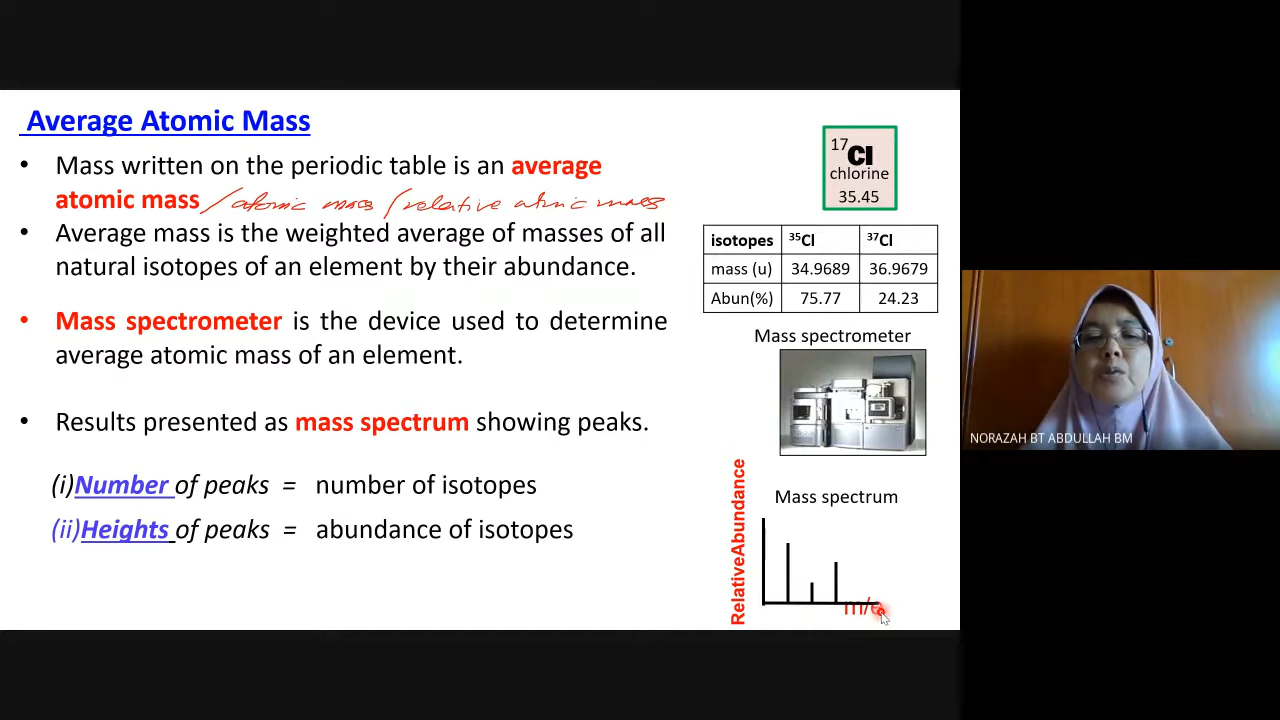 Average Atomic Mass
• Mass written on the periodic table is an average
atomic mass / atomic mass / relative atomic mass
• Average mass is the weighted average of masses of all
natural isotopes of an element by their abundance.
• Mass spectrometer is the device used to determine
average atomic mass of an element.
• Results presented as mass spectrum showing peaks.
(i)Number of peaks = number of isotopes
(ii)Heights of peaks = abundance of isotopes
17
Cl
chlorine
35.45
isotopes 35Cl 37Cl
mass (u) 34.9689 36.9679
Abun(%) 75.77 24.23
Mass spectrometer
Mass spectrum
RelativeAbundance
m/e
NORAZAH BT ABDULLAH BM